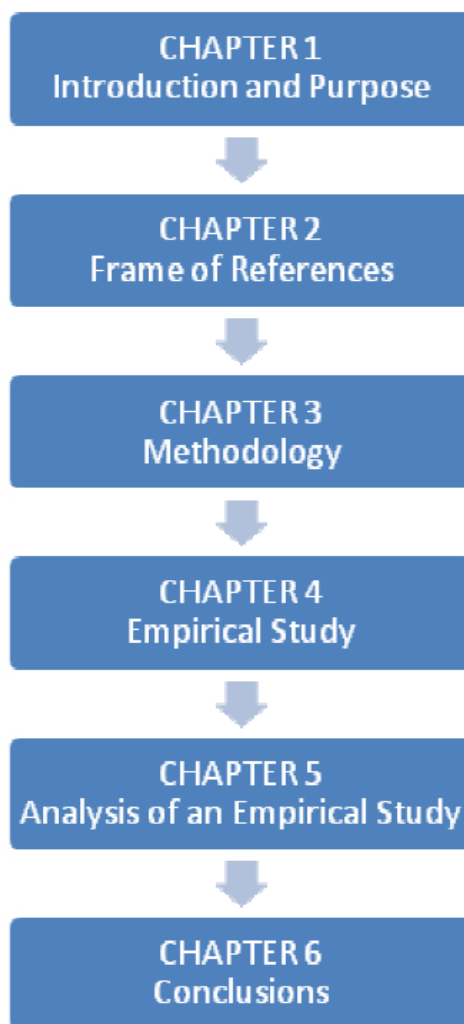 CHAPTER 1
Introduction and Purpose
CHAPTER 2
Frame of References
CHAPTER 3
Methodology
CHAPTER 4
Empirical Study
CHAPTER 5
Analysis of an Empirical Study
CHAPTER 6
Conclusions